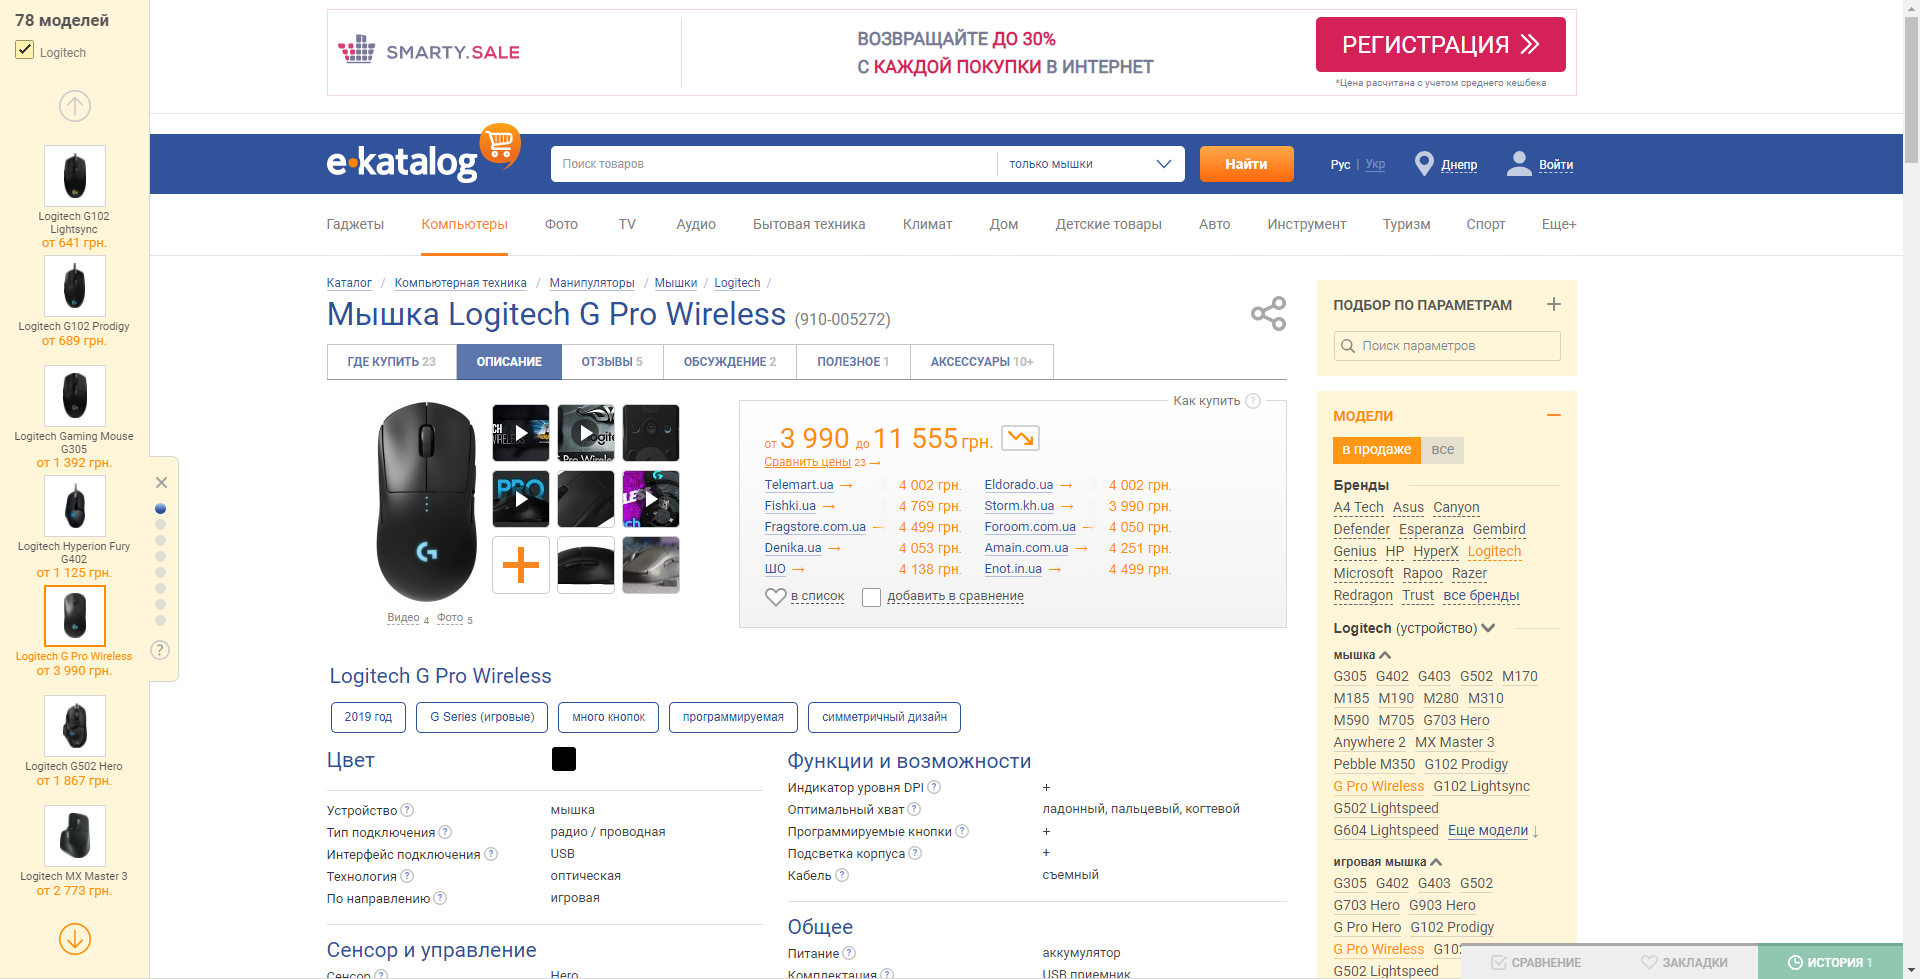 78 моделей
Logitech
Logitech G102
Lightsync
от 641 грн.
Logitech G102 Prodigy
от 689 грн.
Logitech Gaming Mouse
G305
от 1 392 грн.
Logitech Hyperion Fury
G402
от 1 125 грн.
Logitech G Pro Wireless
от 3 990 грн.
Logitech G502 Hero
от 1 867 грн.
Logitech MX Master 3
от 2 773 грн.
SMARTY.SALE
ВОЗВРАЩАЙТЕ ДО 30%
С КАЖДОЙ ПОКУПКИ В ИНТЕРНЕТ
РЕГИСТРАЦИЯ
*Цена расчитана с учетом среднего кешбека
e-katalog
Поиск товаров
только мышки
Найти
Рус | Укр
Днепр
Войти
Гаджеты Компьютеры Фото TV Аудио Бытовая техника Климат Дом Детские товары Авто Инструмент Туризм Спорт Еще+
Каталог / Компьютерная техника / Манипуляторы / Мышки / Logitech /
Мышка Logitech G Pro Wireless (910-005272)
ГДЕ КУПИТЬ 23 ОПИСАНИЕ ОТЗЫВЫ 5 ОБСУЖДЕНИЕ 2 ПОЛЕЗНОЕ 1 АКСЕССУАРЫ 10+
Видео 4 Фото 5
Как купить ?
от 3 990 до 11 555 грн.
Сравнить цены 23 →
Telemart.ua → 4 002 грн. Eldorado.ua → 4 002 грн.
Fishki.ua → 4 769 грн. Storm.kh.ua → 3 990 грн.
Fragstore.com.ua 4 499 грн. Foroom.com.ua 4 050 грн.
Denika.ua → 4 053 грн. Amain.com.ua → 4 251 грн.
ШО → 4 138 грн. Enot.in.ua → 4 499 грн.
в список добавить в сравнение
Logitech G Pro Wireless
2019 год G Series (игровые) много кнопок программируемая симметричный дизайн
Цвет
Устройство ? мышка
Тип подключения ? радио / проводная
Интерфейс подключения ? USB
Технология ? оптическая
По направлению ? игровая
Сенсор и управление
Сенсор ? Hero
Функции и возможности
Индикатор уровня DPI ? +
Оптимальный хват ? ладонный, пальцевый, когтевой
Программируемые кнопки ? +
Подсветка корпуса ? +
Кабель ? съемный
Общее
Питание ? аккумулятор
Комплектация ? USB приемник
ПОДБОР ПО ПАРАМЕТРАМ +
Поиск параметров
МОДЕЛИ
в продаже все
Бренды
A4 Tech Asus Canyon
Defender Esperanza Gembird
Genius HP HyperX Logitech
Microsoft Rapoo Razer
Redragon Trust все бренды
Logitech (устройство)
мышка
G305 G402 G403 G502 M170
M185 M190 M280 M310
M590 M705 G703 Hero
Anywhere 2 MX Master 3
Pebble M350 G102 Prodigy
G Pro Wireless G102 Lightsync
G502 Lightspeed
G604 Lightspeed Еще модели ↓
игровая мышка
G305 G402 G403 G502
G703 Hero G903 Hero
G Pro Hero G102 Prodigy
G Pro Wireless G102
G502 Lightspeed
СРАВНЕНИЕ ЗАКЛАДКИ ИСТОРИЯ 1